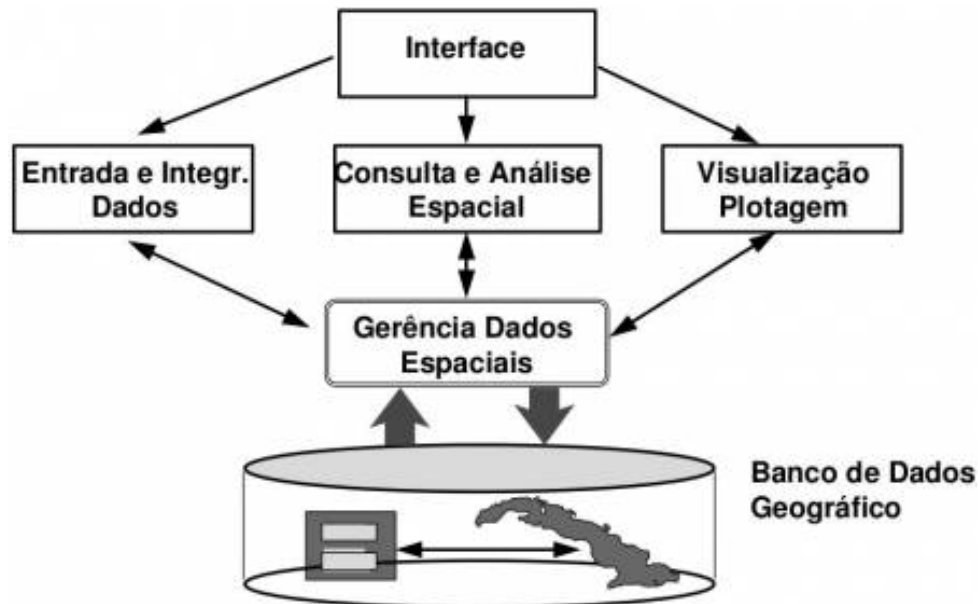 Interface
Entrada e Integr.
Dados
Consulta e Análise
Espacial
Visualização
Plotagem
Gerência Dados
Espaciais
Banco de Dados
Geográfico